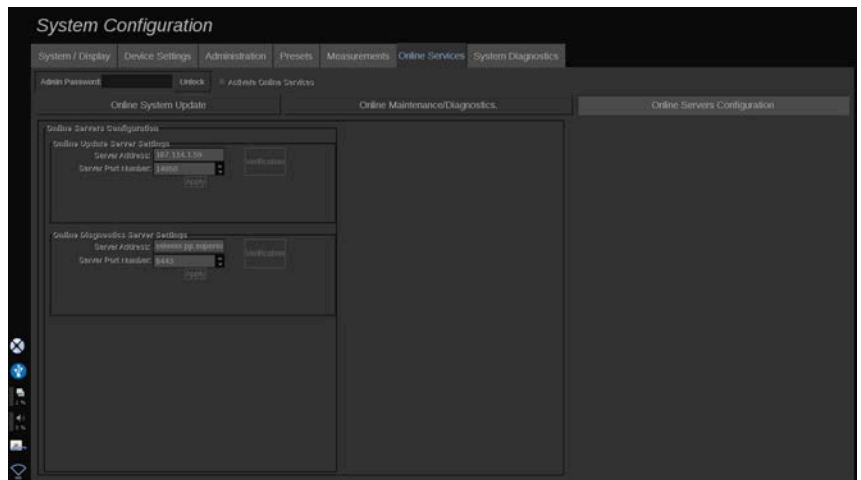 System Configuration
System / Display Device Settings Administration Presets Measurements Online Services System Diagnostics
Admin Password: Unlock Activate Online Services
Online System Update Online Maintenance/Diagnostics. Online Servers Configuration
Online Servers Configuration
Online Update Server Settings
Server Address:
Server Port Number: 14050
Verification
Apply
Online Diagnostics Server Settings
Server Address:
Server Port Number: 8443
Verification
Apply